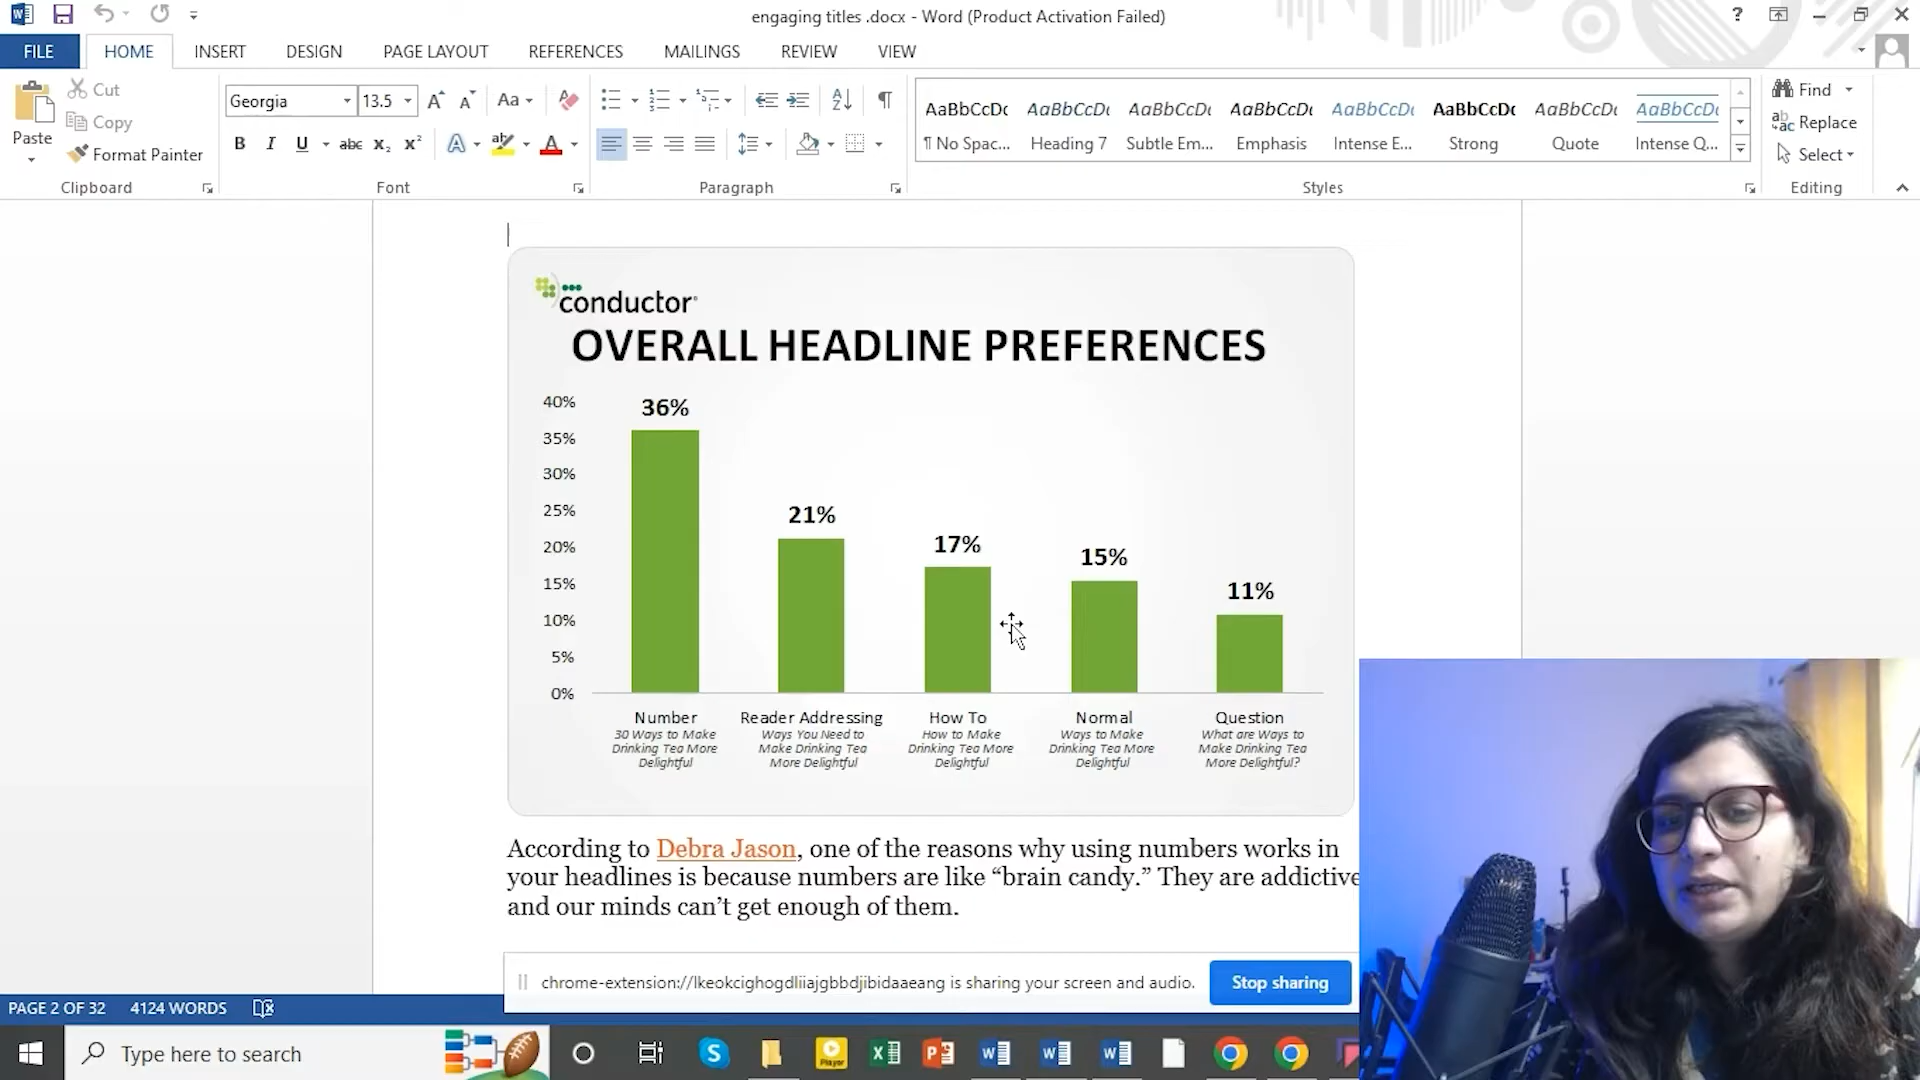 engaging titles .docx - Word (Product Activation Failed)
?
FILE HOME INSERT DESIGN PAGE LAYOUT REFERENCES MAILINGS REVIEW VIEW
Paste
Cut
Copy
Format Painter
Clipboard
Georgia 13.5 Aa
B I U abc x₂ x² A ab A
Font
¶
Paragraph
AaBbCcDc AaBbCcDc AaBbCcDc AaBbCcDc AaBbCcDc AaBbCcDc AaBbCcDc AaBbCcDc
¶ No Spac... Heading 7 Subtle Em... Emphasis Intense E... Strong Quote Intense Q...
Styles
Find
Replace
Select
Editing
conductor
OVERALL HEADLINE PREFERENCES
40%
35%
30%
25%
20%
15%
10%
5%
0%
36%
21%
17%
15%
11%
Number
30 Ways to Make
Drinking Tea More
Delightful
Reader Addressing
Ways You Need to
Make Drinking Tea
More Delightful
How To
How to Make
Drinking Tea More
Delightful
Normal
Ways to Make
Drinking Tea More
Delightful
Question
What are Ways to
Make Drinking Tea
More Delightful?
According to Debra Jason, one of the reasons why using numbers works in
your headlines is because numbers are like “brain candy.” They are addictive
and our minds can’t get enough of them.
chrome-extension://lkeokcighogdliiajgbbdjibidaaeang is sharing your screen and audio.
Stop sharing
PAGE 2 OF 32 4124 WORDS
Type here to search
Player